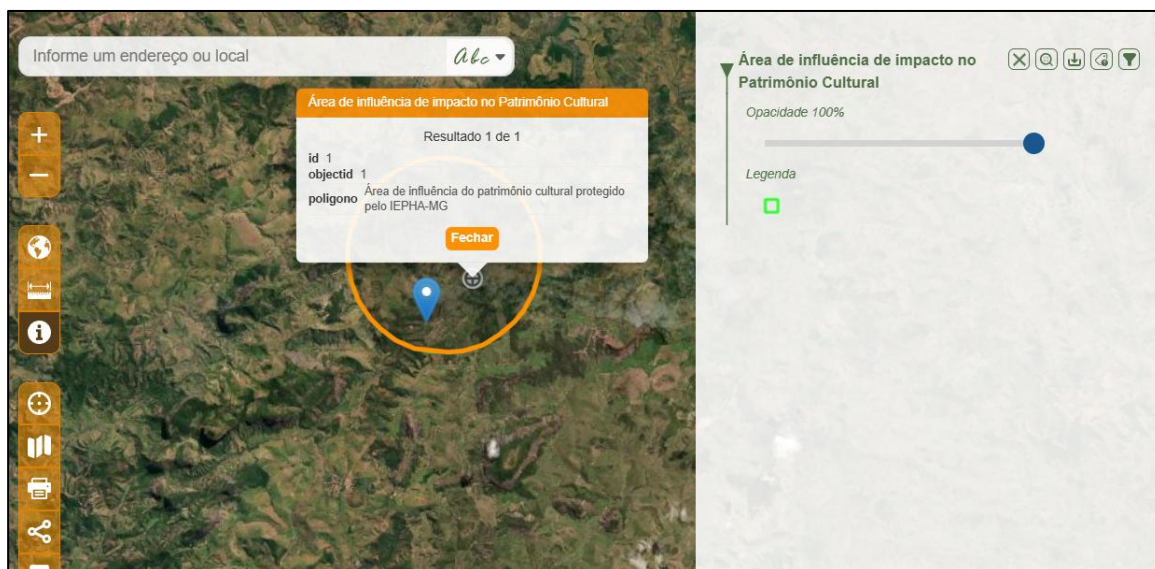 Informe um endereço ou local
Abc
Área de influência de impacto no Patrimônio Cultural
Resultado 1 de 1
id 1
objectid 1
poligono Área de influência do patrimônio cultural protegido
pelo IEPHA-MG
Fechar
Área de influência de impacto no
Patrimônio Cultural
Opacidade 100%
Legenda